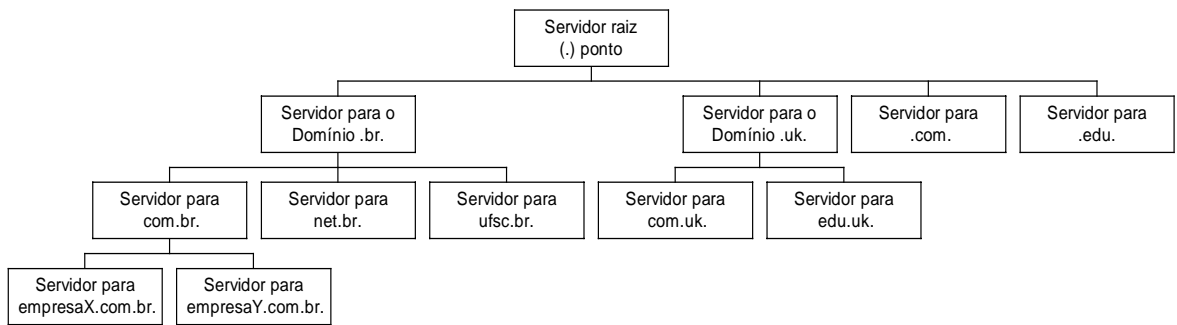 Servidor raiz
(.) ponto
Servidor para o
Domínio .br.
Servidor para o
Domínio .uk.
Servidor para
.com.
Servidor para
.edu.
Servidor para
com.br.
Servidor para
net.br.
Servidor para
ufsc.br.
Servidor para
com.uk.
Servidor para
edu.uk.
Servidor para
empresaX.com.br.
Servidor para
empresaY.com.br.